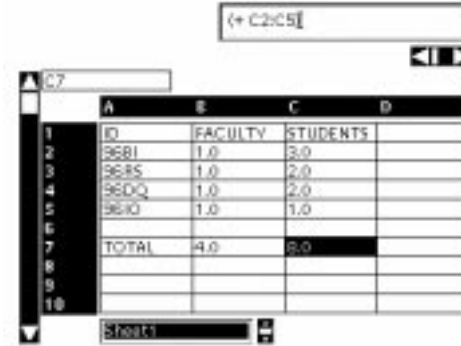 (+ C2:C5)
C7
A B C D
1 ID FACULTY STUDENTS
2 96BI 1.0 3.0
3 96RS 1.0 2.0
4 96DQ 1.0 2.0
5 96IO 1.0 1.0
6
7 TOTAL 4.0 8.0
8
9
10
Sheet1